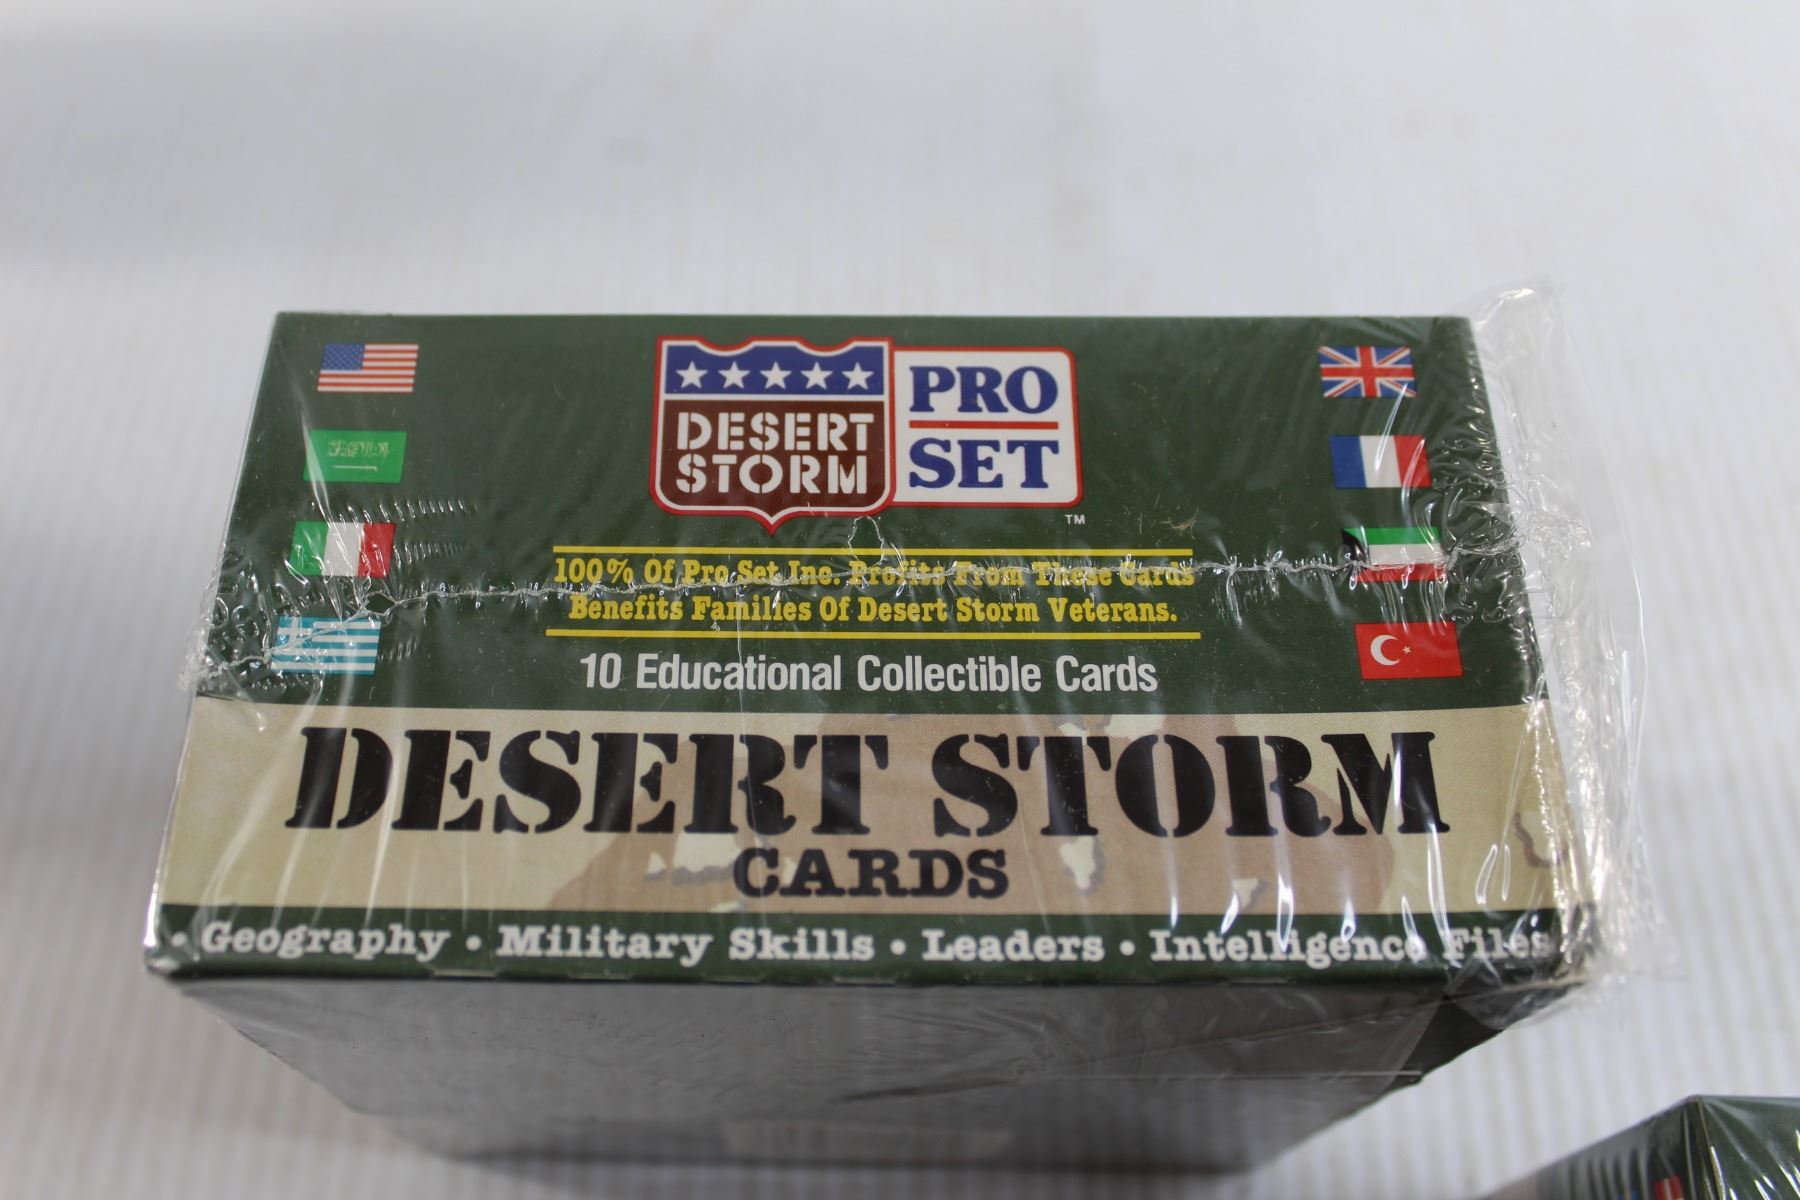 DESERT
STORM
PRO
SET
TM
100% Of Pro Set Inc. Profits From These Cards
Benefits Families Of Desert Storm Veterans.
10 Educational Collectible Cards
DESERT STORM
CARDS
• Geography • Military Skills • Leaders • Intelligence Files